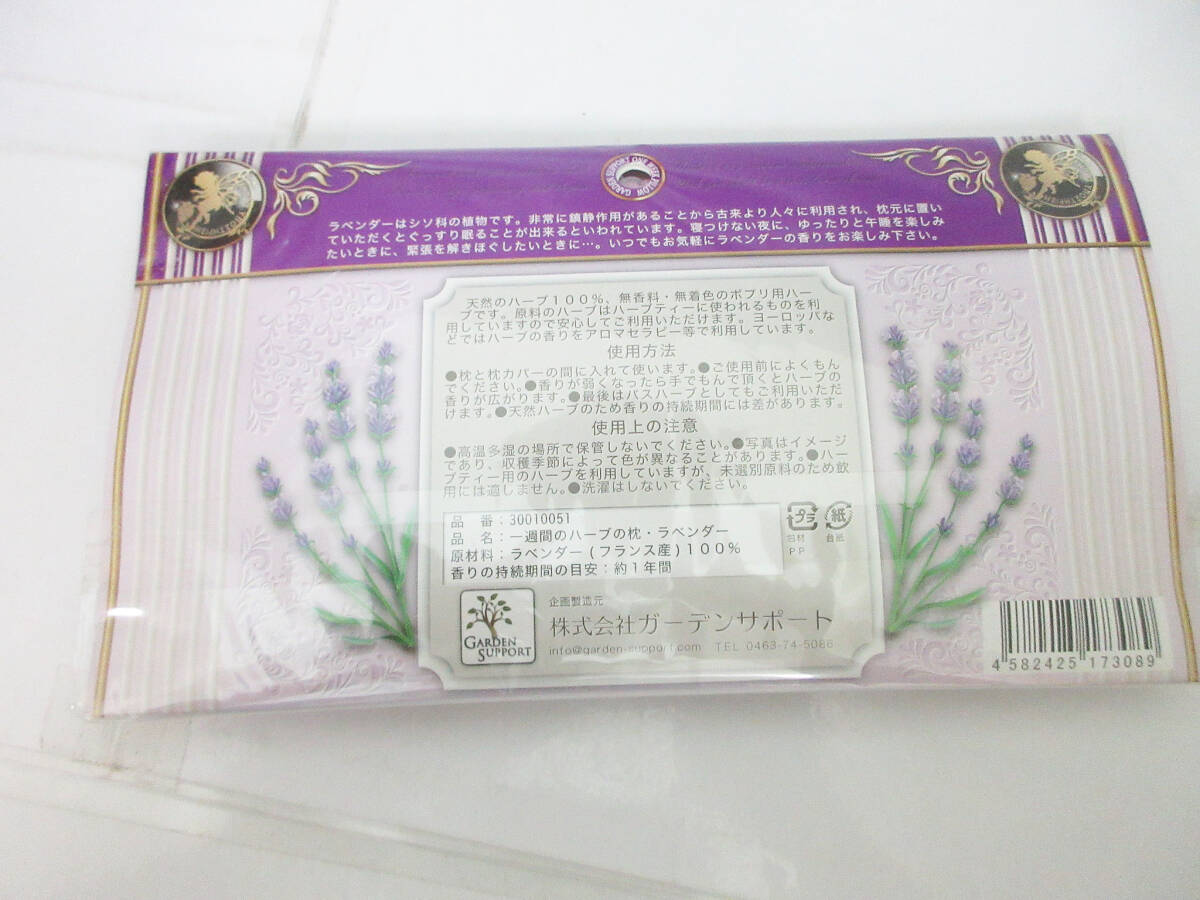 GARDEN SUPPORT ONE WEEK PILLOW
ラベンダーはシソ科の植物です。非常に鎮静作用があることから古来より人々に利用され、枕元に置い
ていただくとぐっすり眠ることが出来るといわれています。寝つけない夜に、ゆったりと午睡を楽しみ
たいときに、緊張を解きほぐしたいときに…。いつでもお気軽にラベンダーの香りをお楽しみ下さい。
天然のハーブ100%、無香料・無着色のポプリ用ハー
ブです。原料のハーブはハーブティーに使われるものを利
用していますので安心してご利用いただけます。ヨーロッパな
どではハーブの香りをアロマセラピー等で利用しています。
使用方法
●枕と枕カバーの間に入れて使います。●ご使用前によくもん
でください。●香りが弱くなったら手でもんで頂くとハーブの
香りが広がります。●最後はバスハーブとしてもご利用いただ
けます。●天然ハーブのため香りの持続期間には差があります。
使用上の注意
●高温多湿の場所で保管しないでください。●写真はイメージ
であり、収穫季節によって色が異なることがあります。●ハー
ブティー用のハーブを利用していますが、未選別原料のため飲
用には適しません。●洗濯はしないでください。
品 番：30010051
品 名：一週間のハーブの枕・ラベンダー
原材料：ラベンダー(フランス産)100%
香りの持続期間の目安：約1年間
プラ 紙
包材 台紙
PP
GARDEN
SUPPORT
企画製造元
株式会社ガーデンサポート
info@garden-support.com TEL 0463-74-5086
4 582425 173089